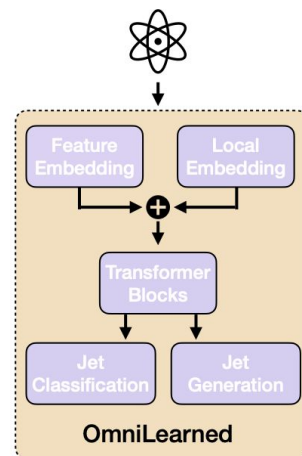 Feature
Embedding
Local
Embedding
Transformer
Blocks
Jet
Classification
Jet
Generation
OmniLearned